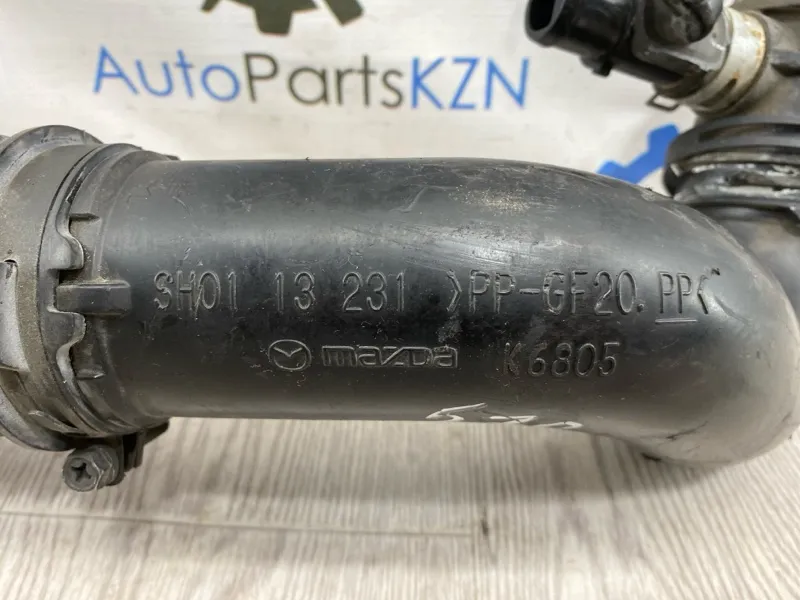 AutoPartsKZN
SH01 13 231 >PP-GF20, PP<
mazda K6805